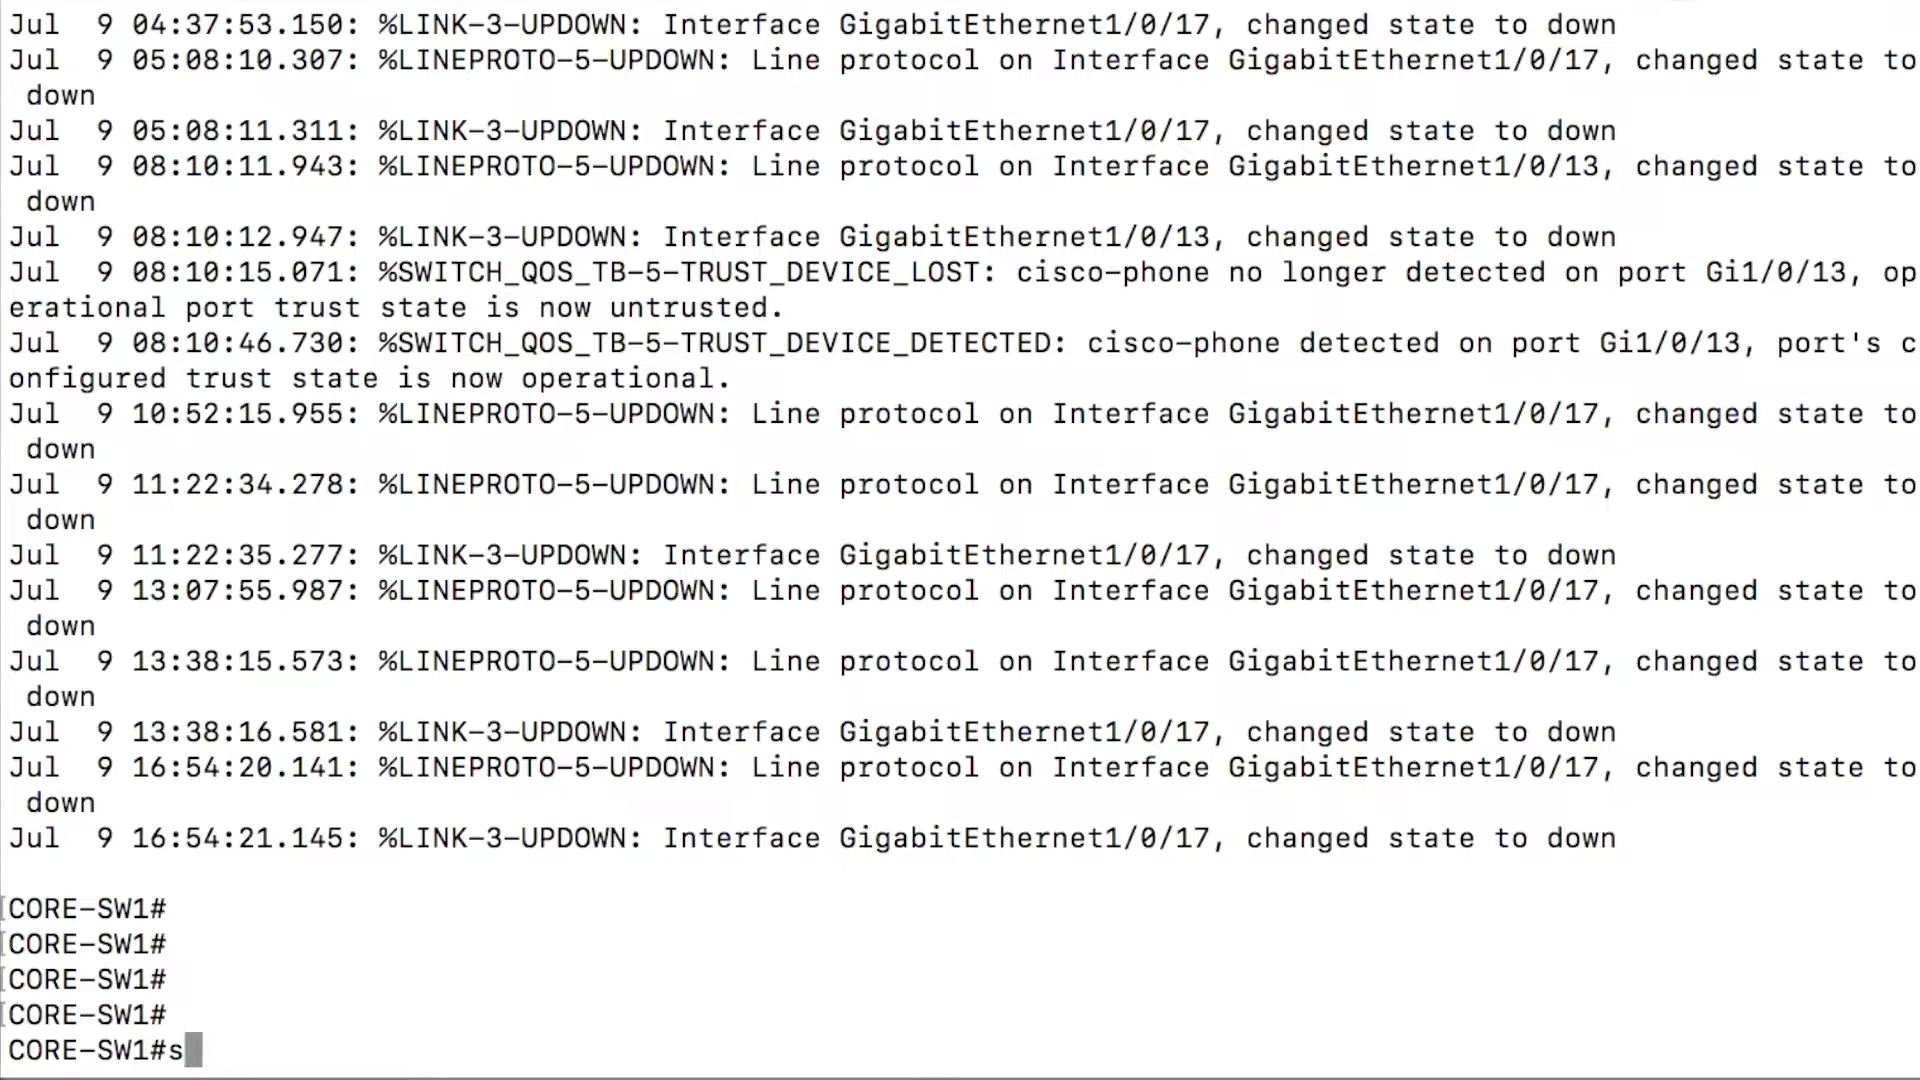 Jul  9 04:37:53.150: %LINK-3-UPDOWN: Interface GigabitEthernet1/0/17, changed state to down
Jul  9 05:08:10.307: %LINEPROTO-5-UPDOWN: Line protocol on Interface GigabitEthernet1/0/17, changed state to
 down
Jul  9 05:08:11.311: %LINK-3-UPDOWN: Interface GigabitEthernet1/0/17, changed state to down
Jul  9 08:10:11.943: %LINEPROTO-5-UPDOWN: Line protocol on Interface GigabitEthernet1/0/13, changed state to
 down
Jul  9 08:10:12.947: %LINK-3-UPDOWN: Interface GigabitEthernet1/0/13, changed state to down
Jul  9 08:10:15.071: %SWITCH_QOS_TB-5-TRUST_DEVICE_LOST: cisco-phone no longer detected on port Gi1/0/13, op
erational port trust state is now untrusted.
Jul  9 08:10:46.730: %SWITCH_QOS_TB-5-TRUST_DEVICE_DETECTED: cisco-phone detected on port Gi1/0/13, port's c
onfigured trust state is now operational.
Jul  9 10:52:15.955: %LINEPROTO-5-UPDOWN: Line protocol on Interface GigabitEthernet1/0/17, changed state to
 down
Jul  9 11:22:34.278: %LINEPROTO-5-UPDOWN: Line protocol on Interface GigabitEthernet1/0/17, changed state to
 down
Jul  9 11:22:35.277: %LINK-3-UPDOWN: Interface GigabitEthernet1/0/17, changed state to down
Jul  9 13:07:55.987: %LINEPROTO-5-UPDOWN: Line protocol on Interface GigabitEthernet1/0/17, changed state to
 down
Jul  9 13:38:15.573: %LINEPROTO-5-UPDOWN: Line protocol on Interface GigabitEthernet1/0/17, changed state to
 down
Jul  9 13:38:16.581: %LINK-3-UPDOWN: Interface GigabitEthernet1/0/17, changed state to down
Jul  9 16:54:20.141: %LINEPROTO-5-UPDOWN: Line protocol on Interface GigabitEthernet1/0/17, changed state to
 down
Jul  9 16:54:21.145: %LINK-3-UPDOWN: Interface GigabitEthernet1/0/17, changed state to down
[CORE-SW1#
[CORE-SW1#
[CORE-SW1#
[CORE-SW1#
CORE-SW1#s